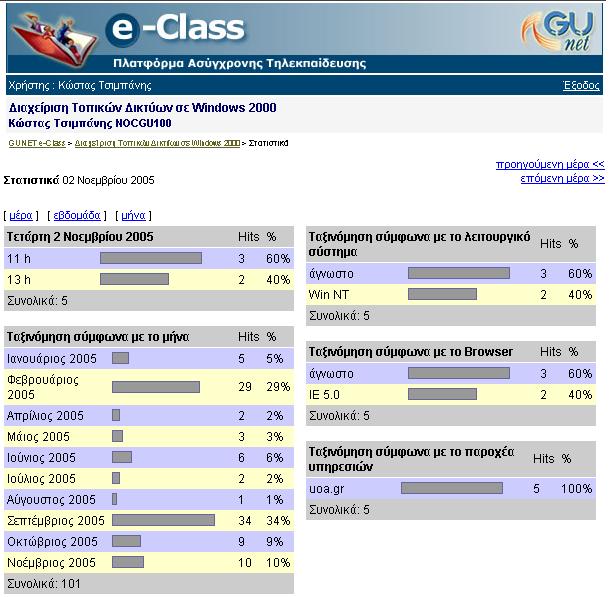 e-Class
GU
net
Πλατφόρμα Ασύγχρονης Τηλεκπαίδευσης
Χρήστης : Κώστας Τσιμπάνης
Έξοδος
Διαχείριση Τοπικών Δικτύων σε Windows 2000
Κώστας Τσιμπάνης NOCGU100
GUNET e-Class > Διαχείριση Τοπικών Δικτύων σε Windows 2000 > Στατιστικά
προηγούμενη μέρα <<
Στατιστικά 02 Νοεμβρίου 2005
επόμενη μέρα >>
[ μέρα ] [ εβδομάδα ] [ μήνα ]
Τετάρτη 2 Νοεμβρίου 2005 Hits %
11 h 3 60%
13 h 2 40%
Συνολικά: 5
Ταξινόμηση σύμφωνα με το μήνα Hits %
Ιανουάριος 2005 5 5%
Φεβρουάριος
2005 29 29%
Απρίλιος 2005 2 2%
Μάιος 2005 3 3%
Ιούνιος 2005 6 6%
Ιούλιος 2005 2 2%
Αύγουστος 2005 1 1%
Σεπτέμβριος 2005 34 34%
Οκτώβριος 2005 9 9%
Νοέμβριος 2005 10 10%
Συνολικά: 101
Ταξινόμηση σύμφωνα με το λειτουργικό
σύστημα Hits %
άγνωστο 3 60%
Win NT 2 40%
Συνολικά: 5
Ταξινόμηση σύμφωνα με το Browser Hits %
άγνωστο 3 60%
IE 5.0 2 40%
Συνολικά: 5
Ταξινόμηση σύμφωνα με το παροχέα
υπηρεσιών Hits %
uoa.gr 5 100%
Συνολικά: 5